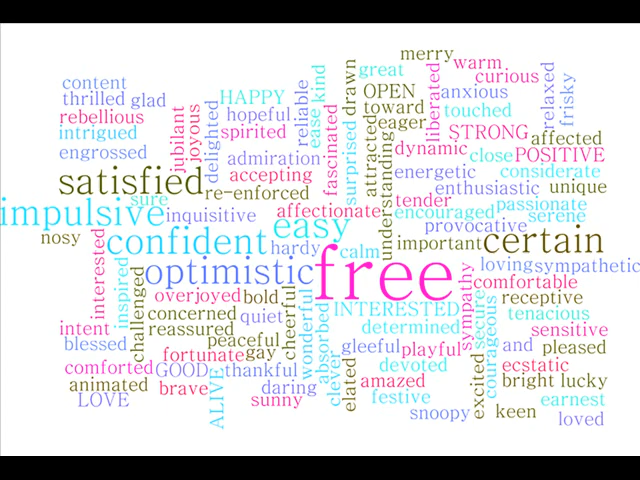 merry
warm
great
curious
kind
drawn
liberated
relaxed
frisky
content
thrilled
glad
HAPPY
OPEN
anxious
reliable
rebellious
jubilant
joyous
delighted
hopeful
ease
toward
touched
intrigued
spirited
fascinated
surprised
attracted
eager
STRONG
affected
engrossed
admiration
dynamic
close
POSITIVE
satisfied
accepting
understanding
energetic
considerate
sure
re-enforced
enthusiastic
unique
impulsive
inquisitive
affectionate
tender
encouraged
passionate
serene
easy
provocative
nosy
interested
confident
hardy
calm
important
certain
inspired
optimistic
free
sympathy
loving
sympathetic
challenged
overjoyed
bold
cheerful
wonderful
comfortable
secure
receptive
concerned
quiet
absorbed
INTERESTED
courageous
tenacious
intent
reassured
determined
sensitive
blessed
peaceful
gleeful
playful
and
pleased
fortunate
gay
clever
elated
devoted
excited
ecstatic
comforted
GOOD
thankful
animated
brave
ALIVE
daring
amazed
bright
lucky
LOVE
sunny
festive
earnest
snoopy
keen
loved